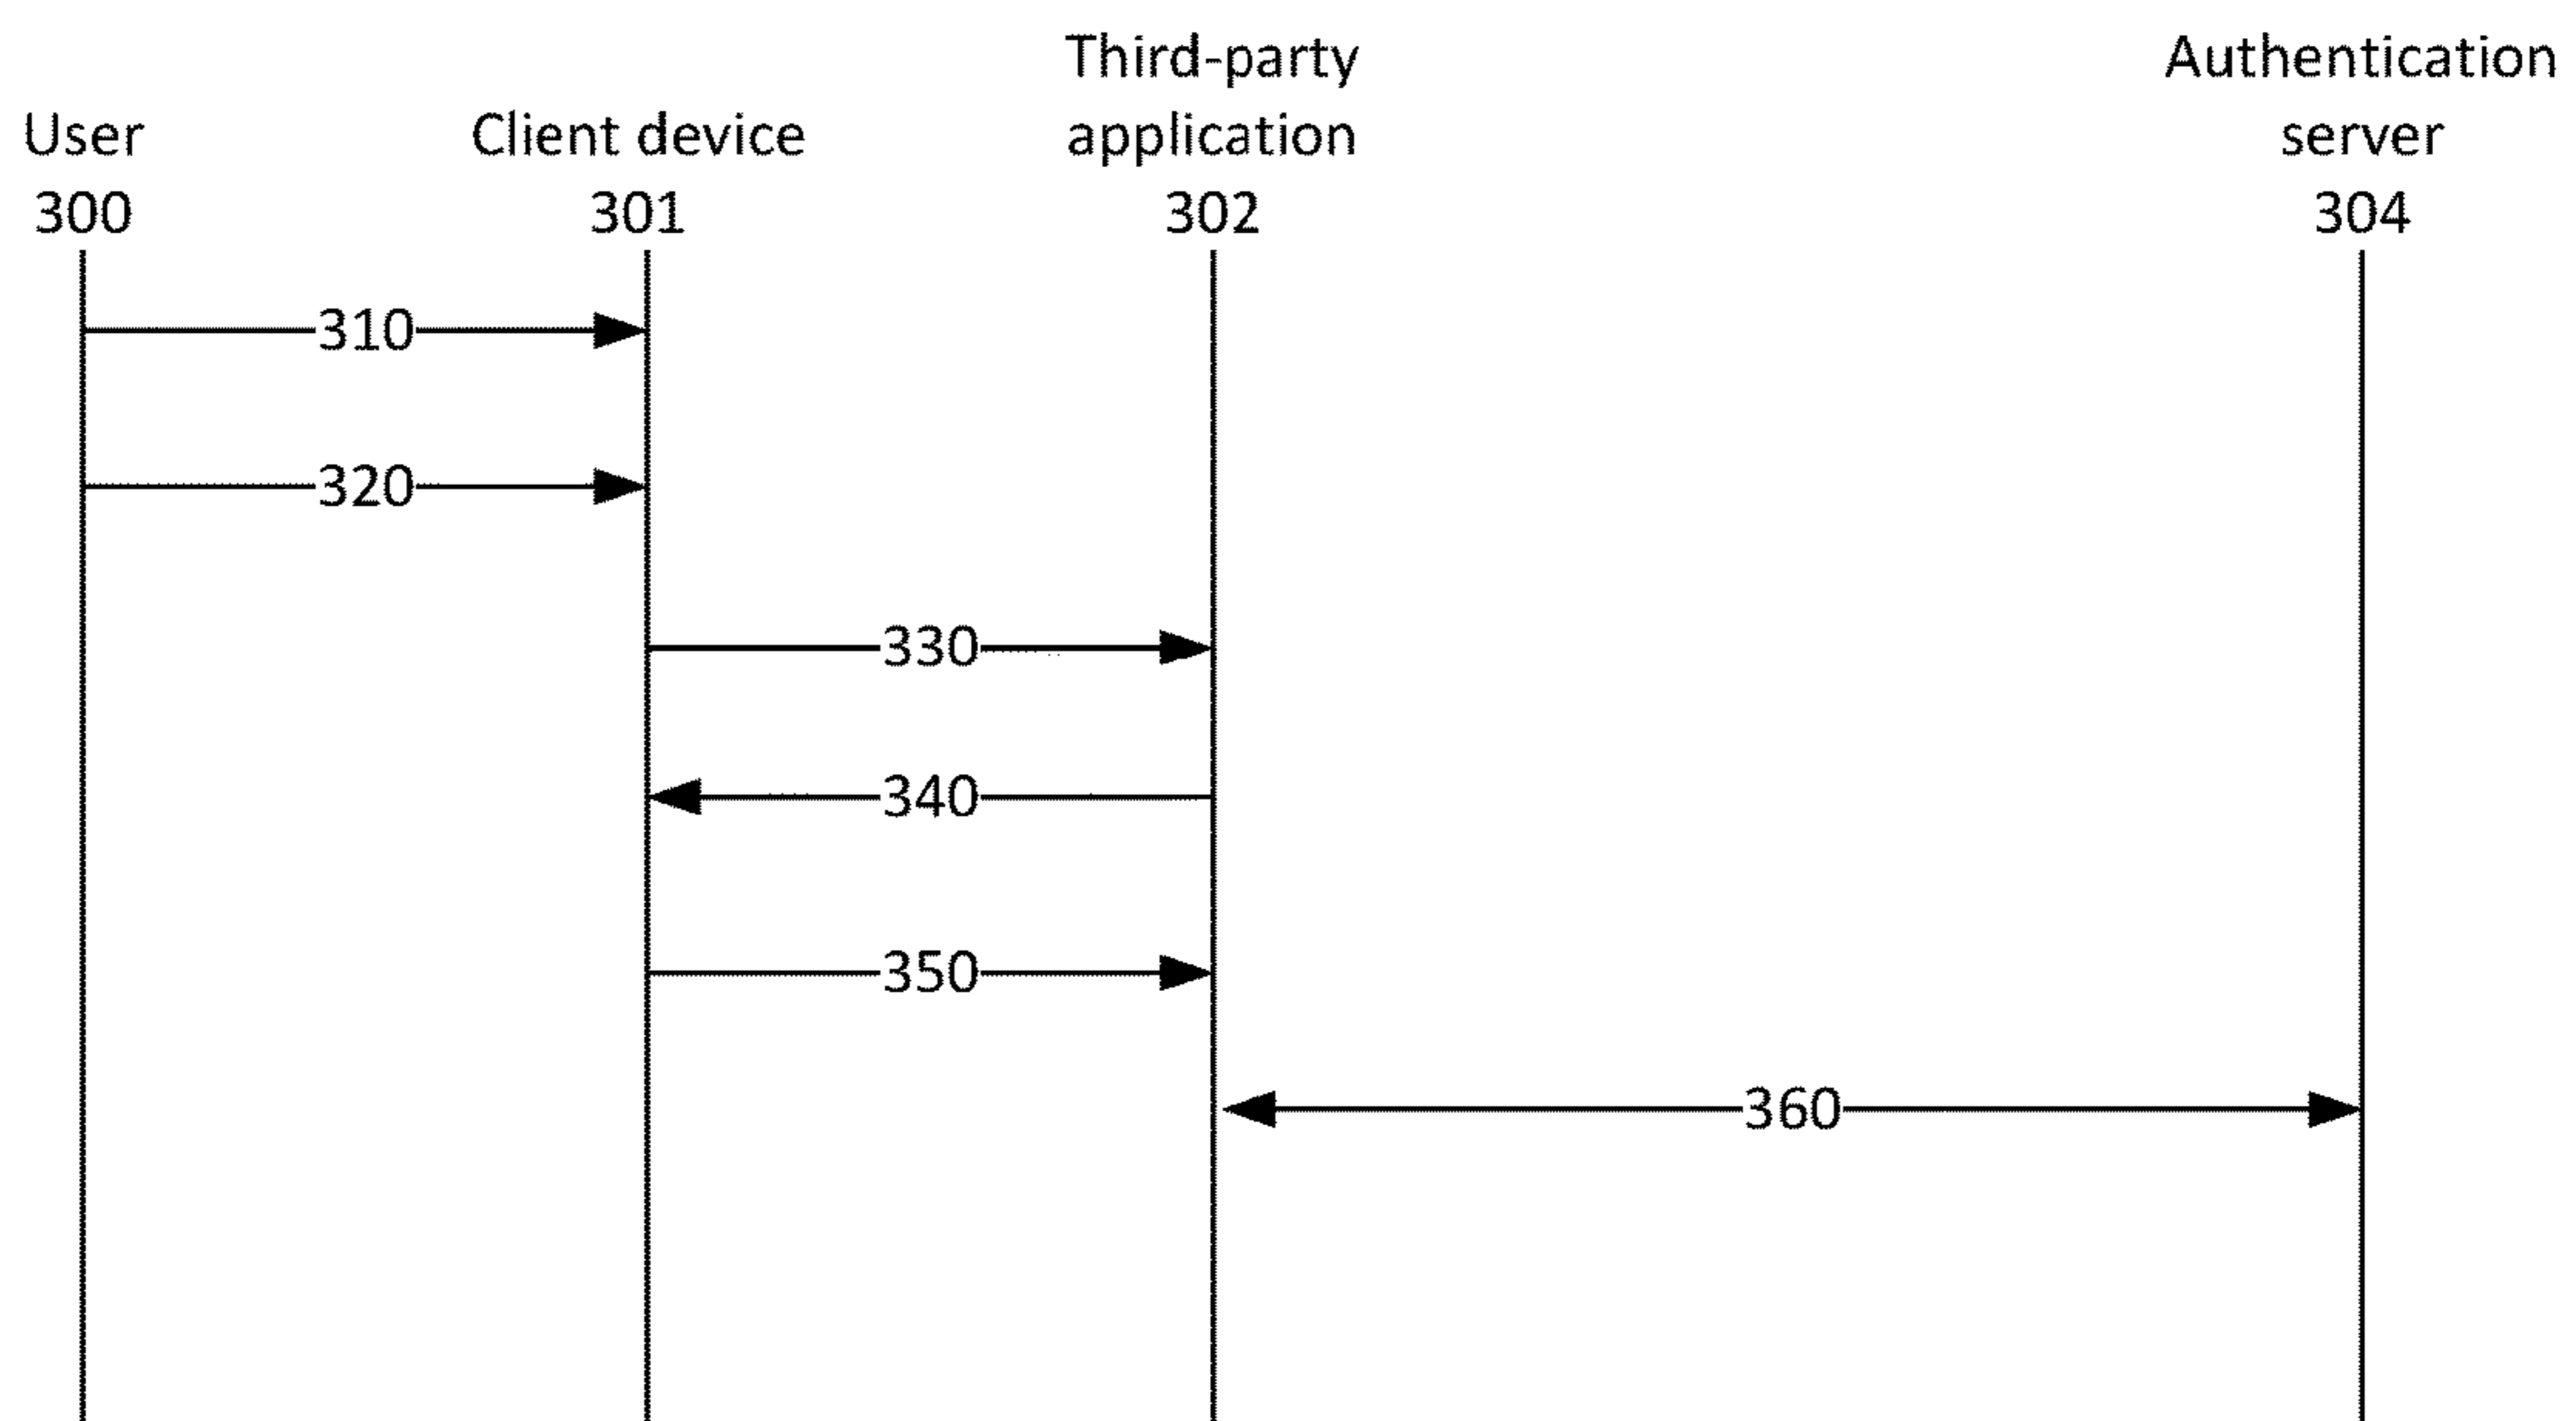 Third-party
Authentication
User
Client device
application
server
300
301
302
304
310
320
330
340
350
360